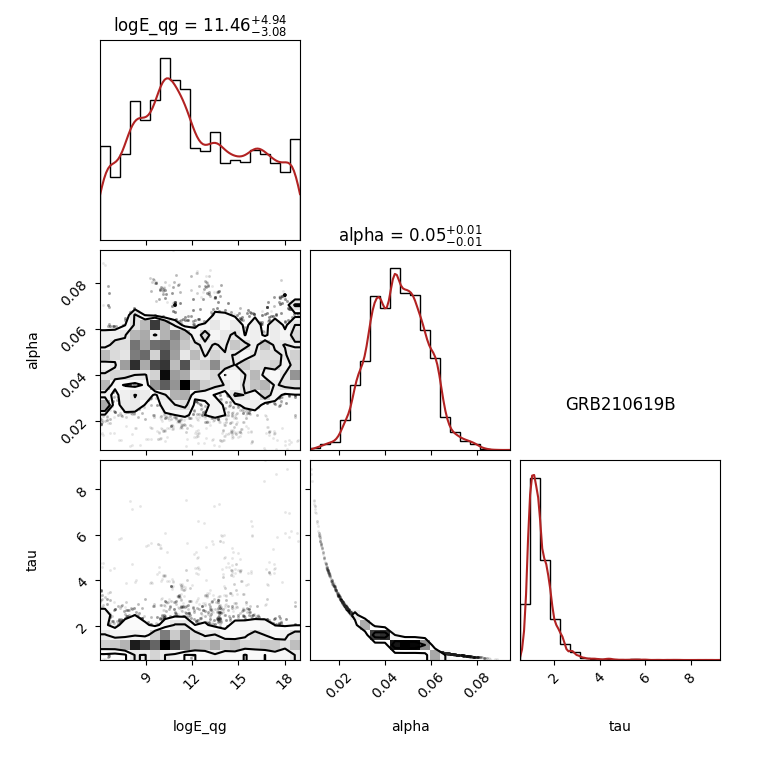 logE_qg = 11.46+4.94−3.08
alpha = 0.05+0.01−0.01
GRB210619B
alpha
0.08
0.06
0.04
0.02
tau
8
6
4
2
9 12 15 18
0.02 0.04 0.06 0.08
2 4 6 8
logE_qg alpha tau